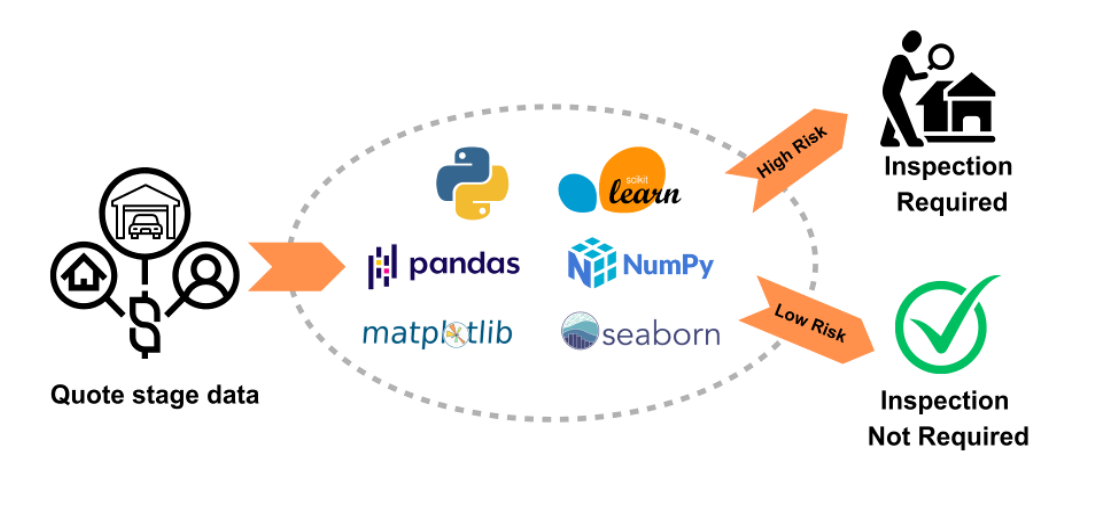 Quote stage data
scikit
learn
pandas
NumPy
matplotlib
seaborn
High Risk
Low Risk
Inspection
Required
Inspection
Not Required